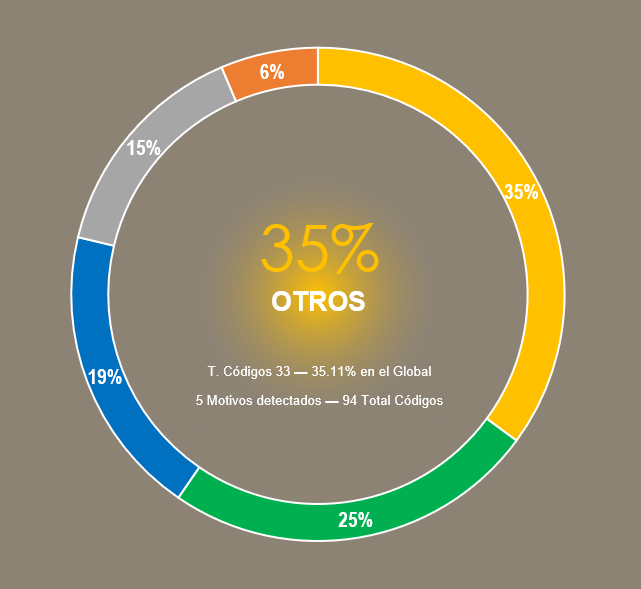 6%
15%
35%
35%
OTROS
T. Códigos 33 — 35.11% en el Global
19%
5 Motivos detectados — 94 Total Códigos
25%